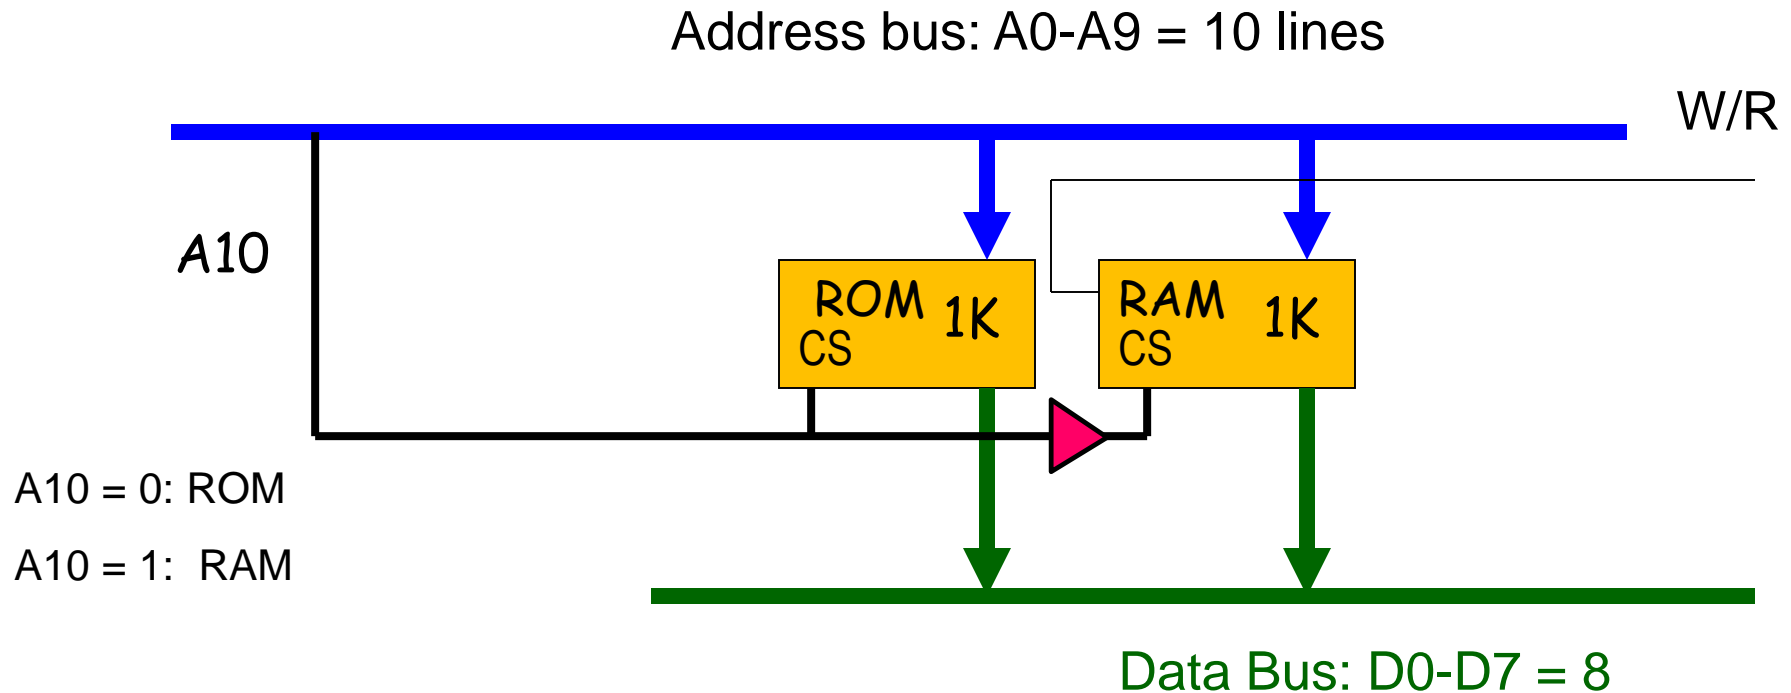 Address bus: A0-A9 = 10 lines
W/R
A10
ROM 1K
CS
RAM 1K
CS
A10 = 0: ROM
A10 = 1: RAM
Data Bus: D0-D7 = 8